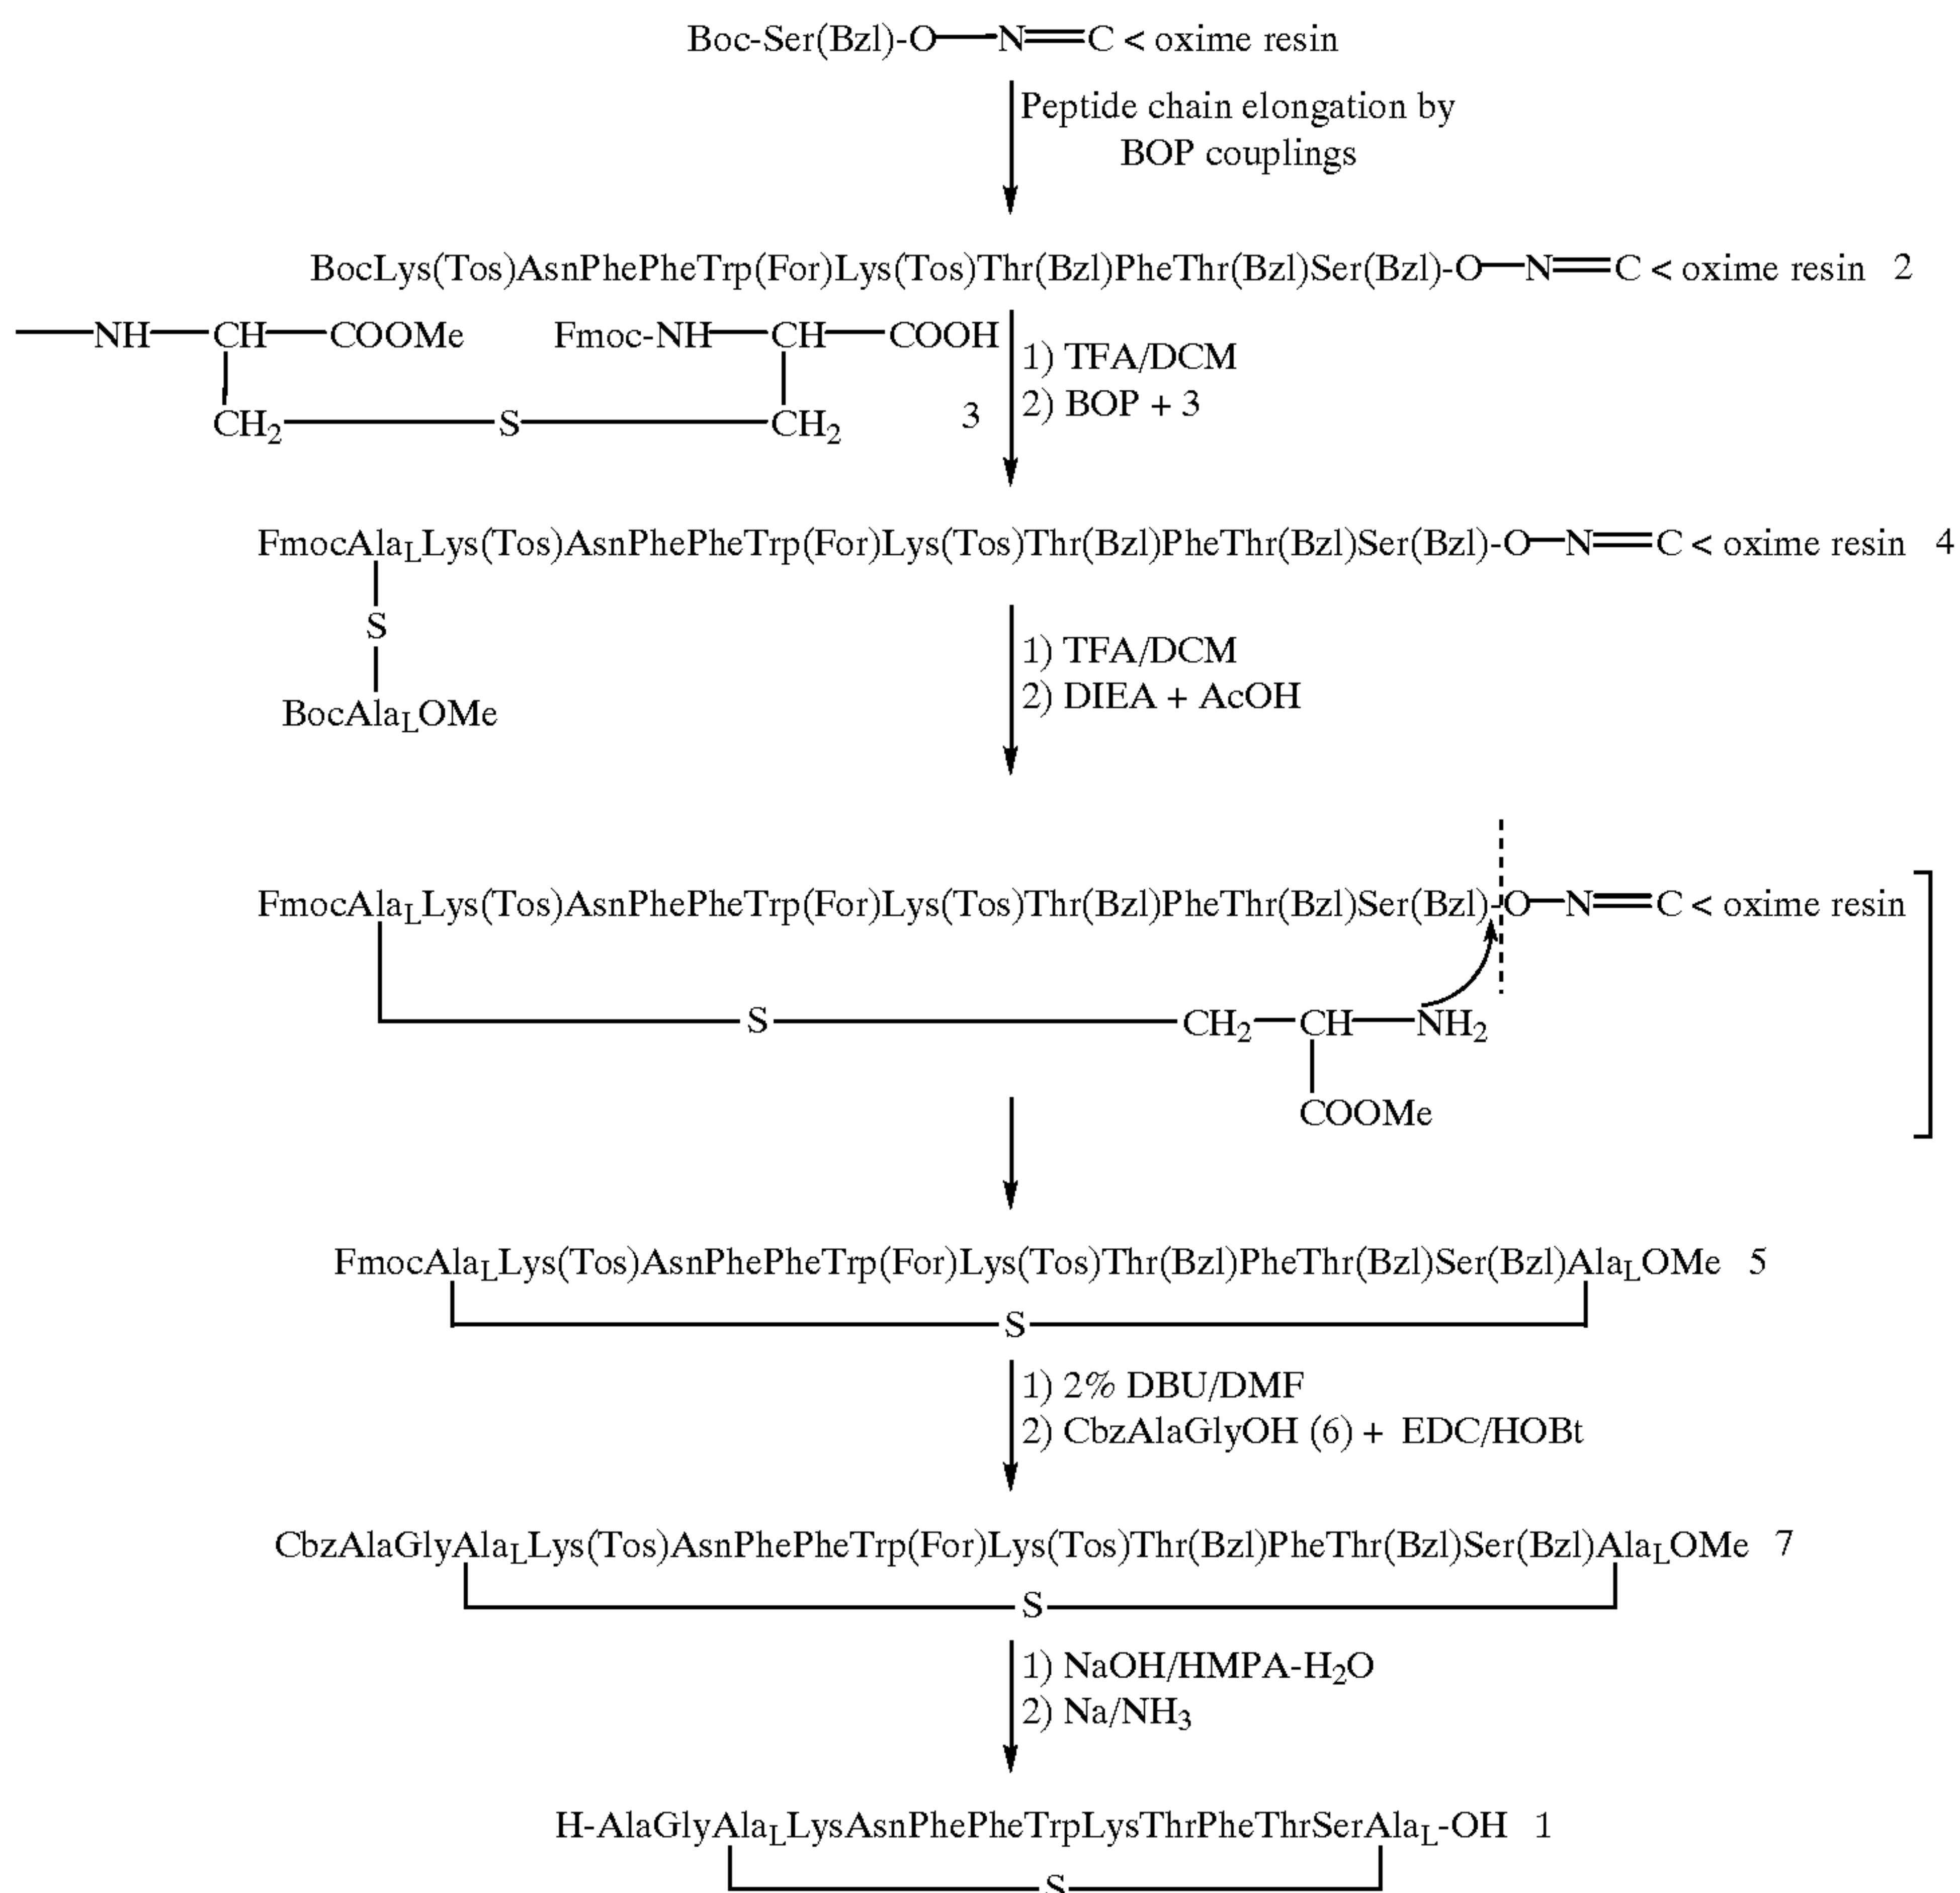 Boc-Ser(Bzl)-O—N=C < oxime resin
Peptide chain elongation by
BOP couplings
BocLys(Tos)AsnPhePheTrp(For)Lys(Tos)Thr(Bzl)PheThr(Bzl)Ser(Bzl)-O—N=C < oxime resin 2
—NH—CH—COOMe Fmoc-NH—CH—COOH
1) TFA/DCM
2) BOP + 3
CH2—S—CH2 3
FmocAlaLLys(Tos)AsnPhePheTrp(For)Lys(Tos)Thr(Bzl)PheThr(Bzl)Ser(Bzl)-O—N=C < oxime resin 4
S
BocAlaLOMe
1) TFA/DCM
2) DIEA + AcOH
FmocAlaLLys(Tos)AsnPhePheTrp(For)Lys(Tos)Thr(Bzl)PheThr(Bzl)Ser(Bzl)-O—N=C < oxime resin
S—CH2—CH—NH2
COOMe
FmocAlaLLys(Tos)AsnPhePheTrp(For)Lys(Tos)Thr(Bzl)PheThr(Bzl)Ser(Bzl)AlaLOMe 5
S
1) 2% DBU/DMF
2) CbzAlaGlyOH (6) + EDC/HOBt
CbzAlaGlyAlaLLys(Tos)AsnPhePheTrp(For)Lys(Tos)Thr(Bzl)PheThr(Bzl)Ser(Bzl)AlaLOMe 7
S
1) NaOH/HMPA-H2O
2) Na/NH3
H-AlaGlyAlaLLysAsnPhePheTrpLysThrPheThrSerAlaL-OH 1
S